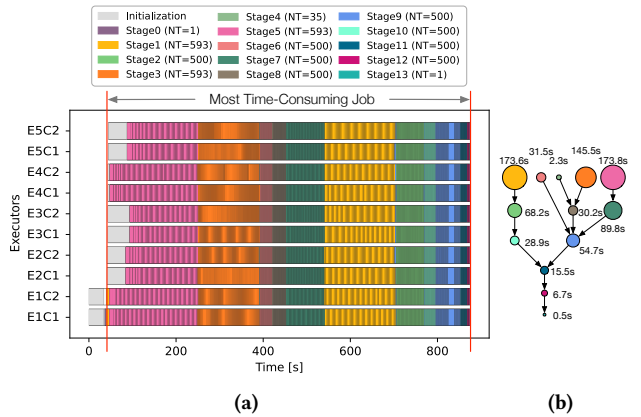 Initialization
Stage0 (NT=1)
Stage1 (NT=593)
Stage2 (NT=500)
Stage3 (NT=593)
Stage4 (NT=35)
Stage5 (NT=593)
Stage6 (NT=500)
Stage7 (NT=500)
Stage8 (NT=500)
Stage9 (NT=500)
Stage10 (NT=500)
Stage11 (NT=500)
Stage12 (NT=500)
Stage13 (NT=1)
Most Time-Consuming Job
Executors
E5C2
E5C1
E4C2
E4C1
E3C2
E3C1
E2C2
E2C1
E1C2
E1C1
0 200 400 600 800
Time [s]
(a)
173.6s 31.5s 2.3s 145.5s 173.8s
68.2s 30.2s 89.8s
28.9s 54.7s
15.5s
6.7s
0.5s
(b)